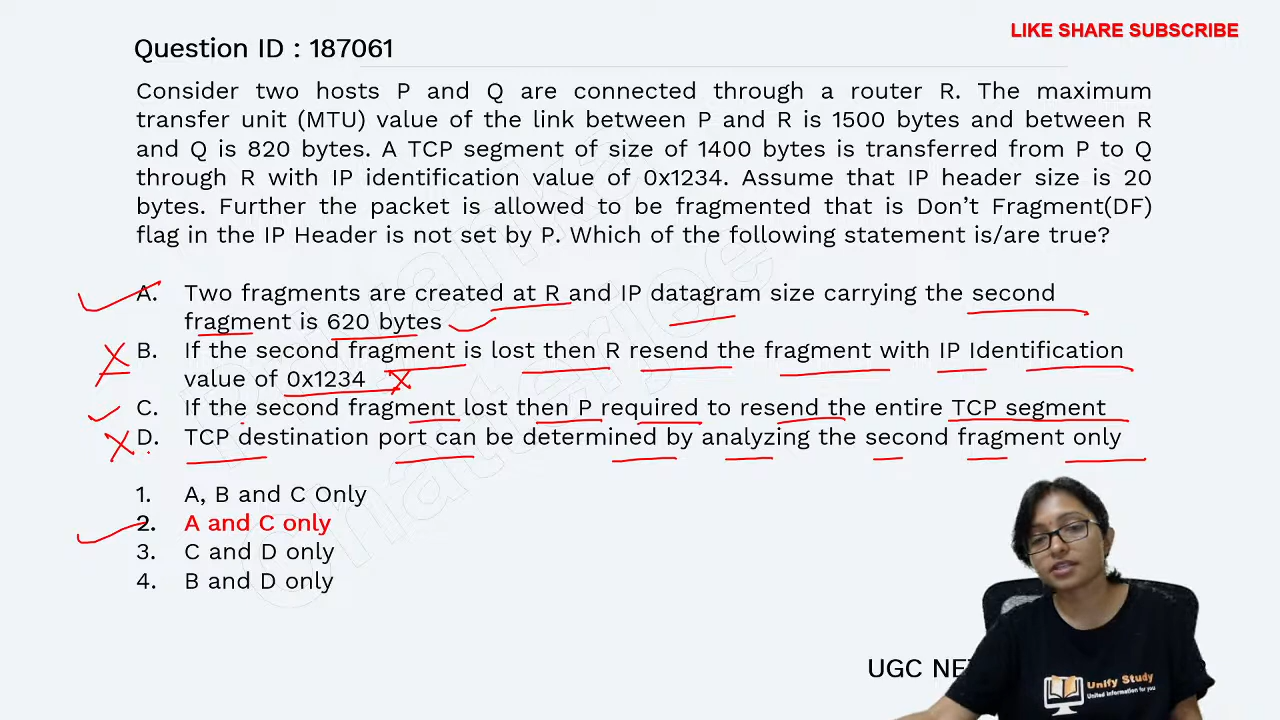 LIKE SHARE SUBSCRIBE
Question ID : 187061
Consider two hosts P and Q are connected through a router R. The maximum
transfer unit (MTU) value of the link between P and R is 1500 bytes and between R
and Q is 820 bytes. A TCP segment of size of 1400 bytes is transferred from P to Q
through R with IP identification value of 0x1234. Assume that IP header size is 20
bytes. Further the packet is allowed to be fragmented that is Don’t Fragment(DF)
flag in the IP Header is not set by P. Which of the following statement is/are true?
A. Two fragments are created at R and IP datagram size carrying the second
fragment is 620 bytes
B. If the second fragment is lost then R resend the fragment with IP Identification
value of 0x1234
C. If the second fragment lost then P required to resend the entire TCP segment
D. TCP destination port can be determined by analyzing the second fragment only
1. A, B and C Only
2. A and C only
3. C and D only
4. B and D only
UGC
Unify Study
United Information for you